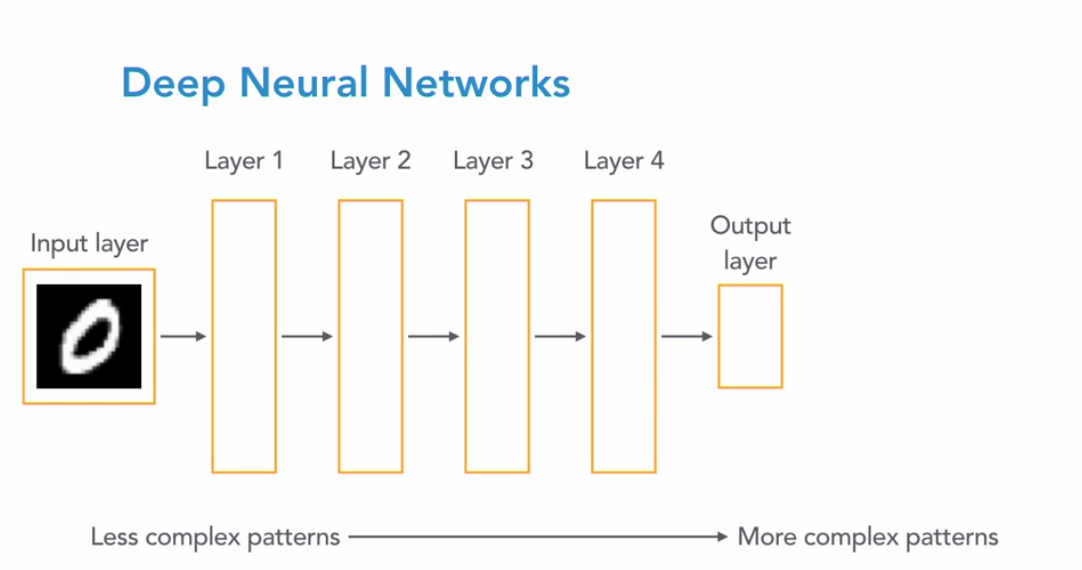 Deep Neural Networks
Layer 1
Layer 2
Layer 3
Layer 4
Input layer
Output
layer
0
Less complex patterns
More complex patterns